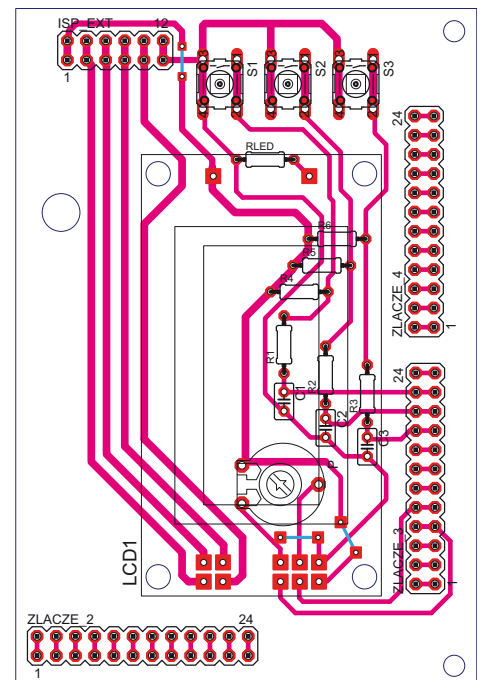 ISP_EXT 12
1
S1
S2
S3
24
RLED
R6
R5
R4
ZLACZE_4
1
R1
R2
R3
C1
C2
C3
24
P
LCD1
ZLACZE_3
1
ZLACZE_2 24
1